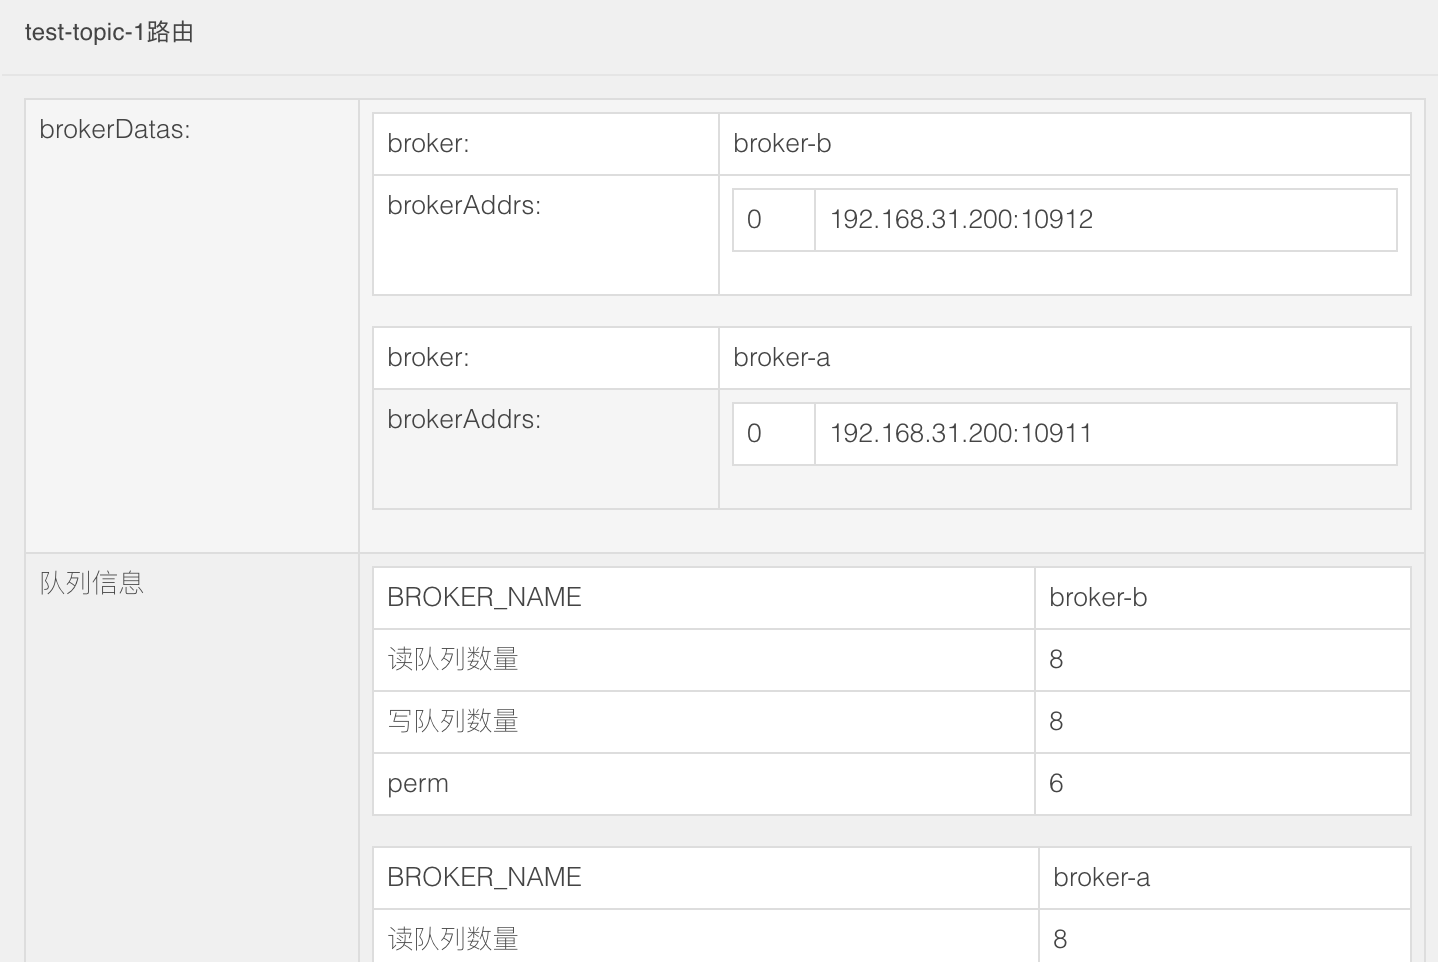 test-topic-1路由
brokerDatas:
broker: broker-b
brokerAddrs:
0 192.168.31.200:10912
broker: broker-a
brokerAddrs:
0 192.168.31.200:10911
队列信息
BROKER_NAME broker-b
读队列数量 8
写队列数量 8
perm 6
BROKER_NAME broker-a
读队列数量 8